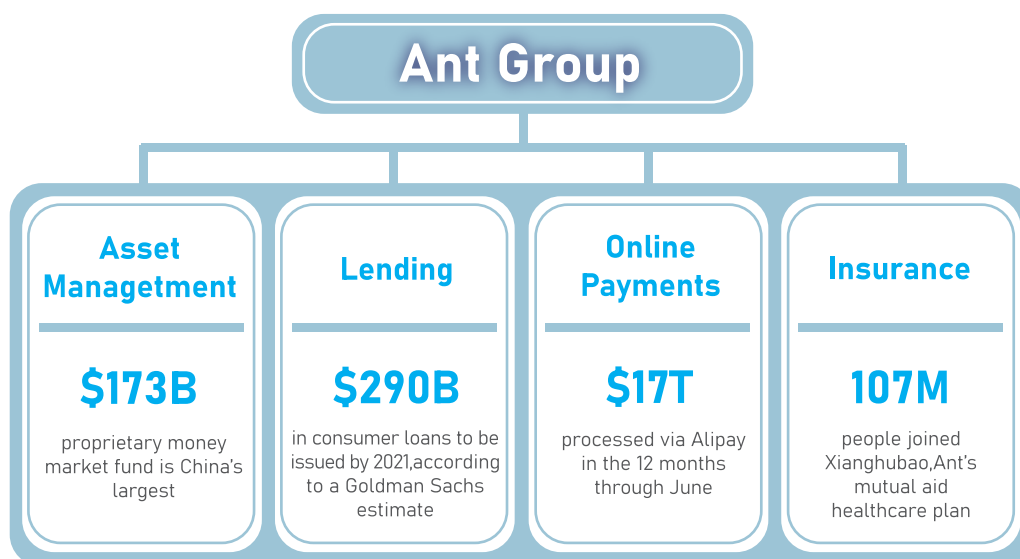 Ant Group
Asset
Managetment
$173B
proprietary money
market fund is China's
largest
Lending
$290B
in consumer loans to be
issued by 2021,according
to a Goldman Sachs
estimate
Online
Payments
$17T
processed via Alipay
in the 12 months
through June
Insurance
107M
people joined
Xianghubao,Ant's
mutual aid
healthcare plan